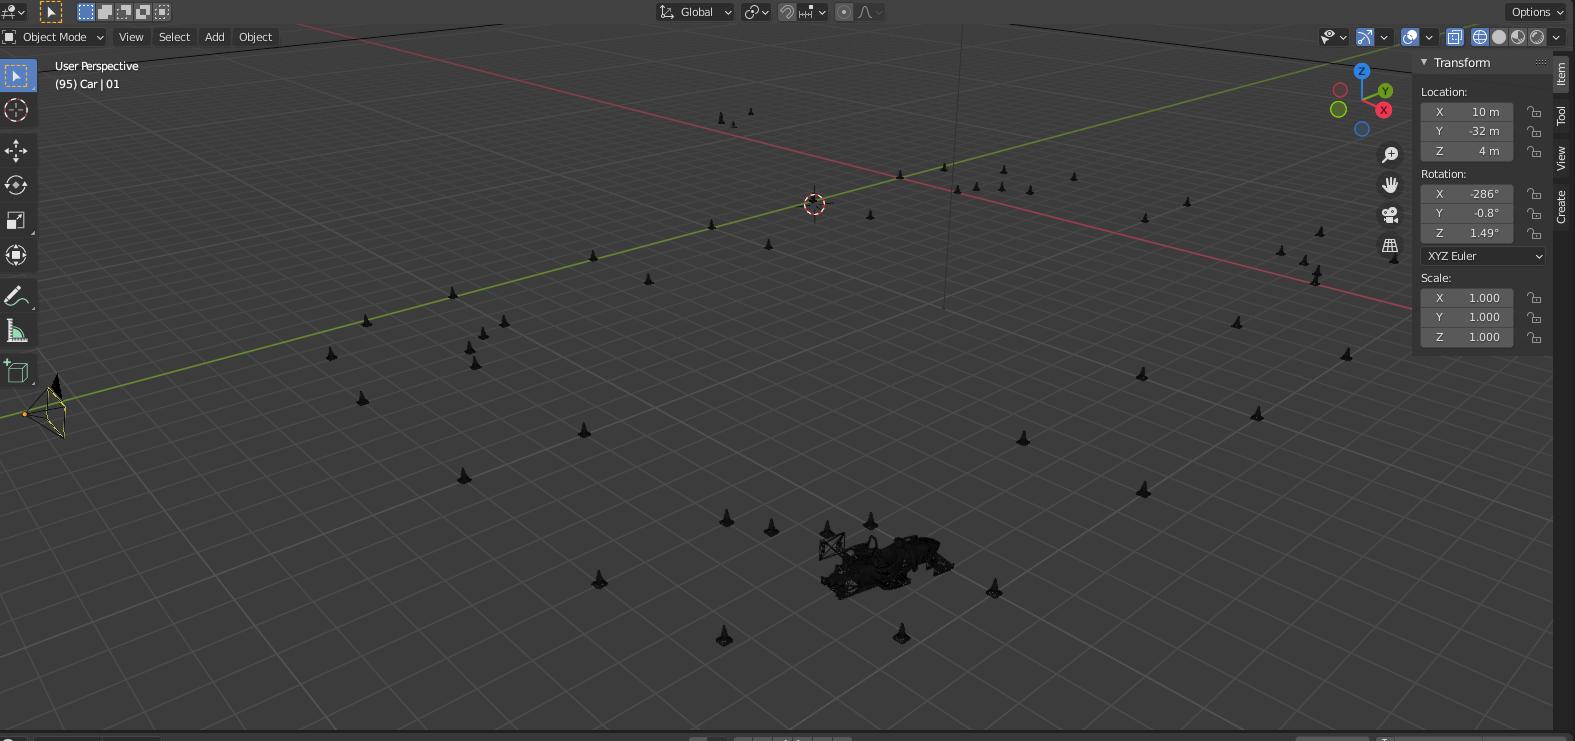 Global
Options
Object Mode
View
Select
Add
Object
User Perspective
(95) Car | 01
Z
Y
X
Transform
Location:
X 10 m
Y -32 m
Z 4 m
Rotation:
X -286°
Y -0.8°
Z 1.49°
XYZ Euler
Scale:
X 1.000
Y 1.000
Z 1.000
Item
Tool
View
Create